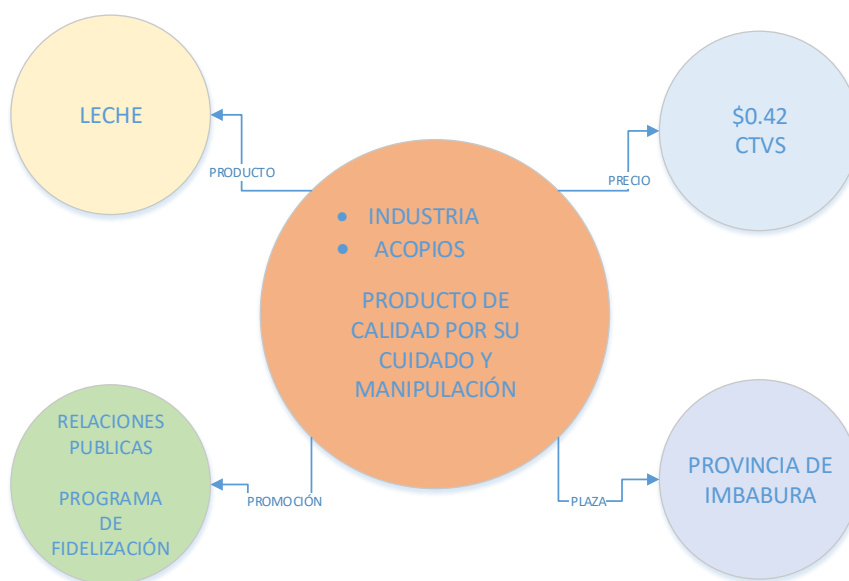 LECHE
$0.42
CTVS
PRODUCTO
PRECIO
• INDUSTRIA
• ACOPIOS
PRODUCTO DE
CALIDAD POR SU
CUIDADO Y
MANIPULACIÓN
RELACIONES
PUBLICAS
PROGRAMA
DE
FIDELIZACIÓN
PROMOCIÓN
PLAZA
PROVINCIA DE
IMBABURA